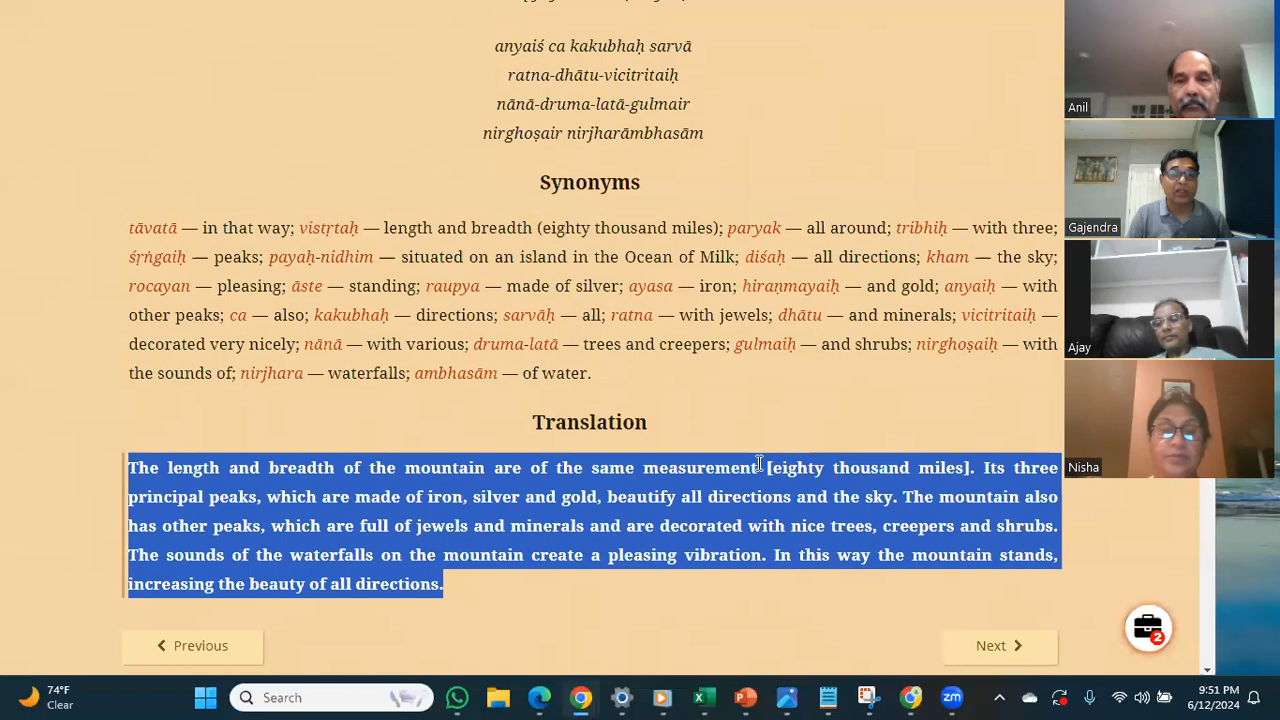 anyaiś ca kakubhaḥ sarvā
ratna-dhātu-vicitritaiḥ
nānā-druma-latā-gulmair
nirghoṣair nirjharāmbhasām
Synonyms
tāvatā — in that way; vistṛtaḥ — length and breadth (eighty thousand miles); paryak — all around; tribhiḥ — with three;
śṛṅgaiḥ — peaks; payaḥ-nidhim — situated on an island in the Ocean of Milk; diśaḥ — all directions; kham — the sky;
rocayan — pleasing; āste — standing; raupya — made of silver; ayasa — iron; hiraṇmayaiḥ — and gold; anyaiḥ — with
other peaks; ca — also; kakubhaḥ — directions; sarvāḥ — all; ratna — with jewels; dhātu — and minerals; vicitritaiḥ —
decorated very nicely; nānā — with various; druma-latā — trees and creepers; gulmaiḥ — and shrubs; nirghoṣaiḥ — with
the sounds of; nirjhara — waterfalls; ambhasām — of water.
Translation
The length and breadth of the mountain are of the same measurement [eighty thousand miles]. Its three
principal peaks, which are made of iron, silver and gold, beautify all directions and the sky. The mountain also
has other peaks, which are full of jewels and minerals and are decorated with nice trees, creepers and shrubs.
The sounds of the waterfalls on the mountain create a pleasing vibration. In this way the mountain stands,
increasing the beauty of all directions.
Previous
Next
2
Anil
Gajendra
Ajay
Nisha
74°F
Clear
Search
zm
9:51 PM
6/12/2024